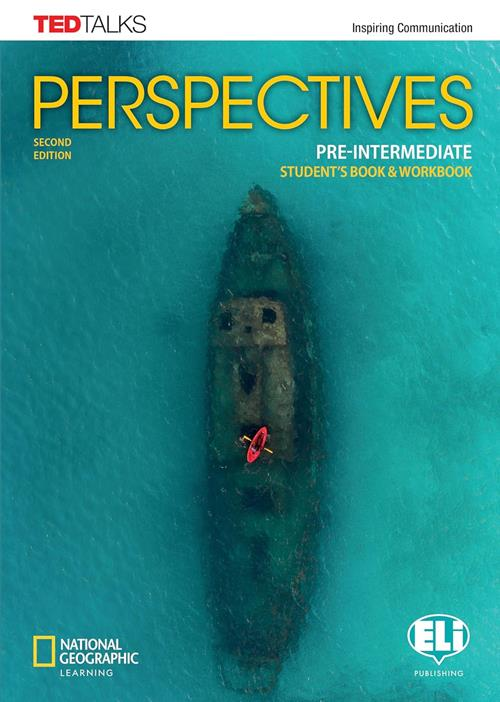 TEDTALKS
Inspiring Communication
PERSPECTIVES
SECOND
EDITION
PRE-INTERMEDIATE
STUDENT'S BOOK & WORKBOOK
NATIONAL
GEOGRAPHIC
LEARNING
ELi
PUBLISHING